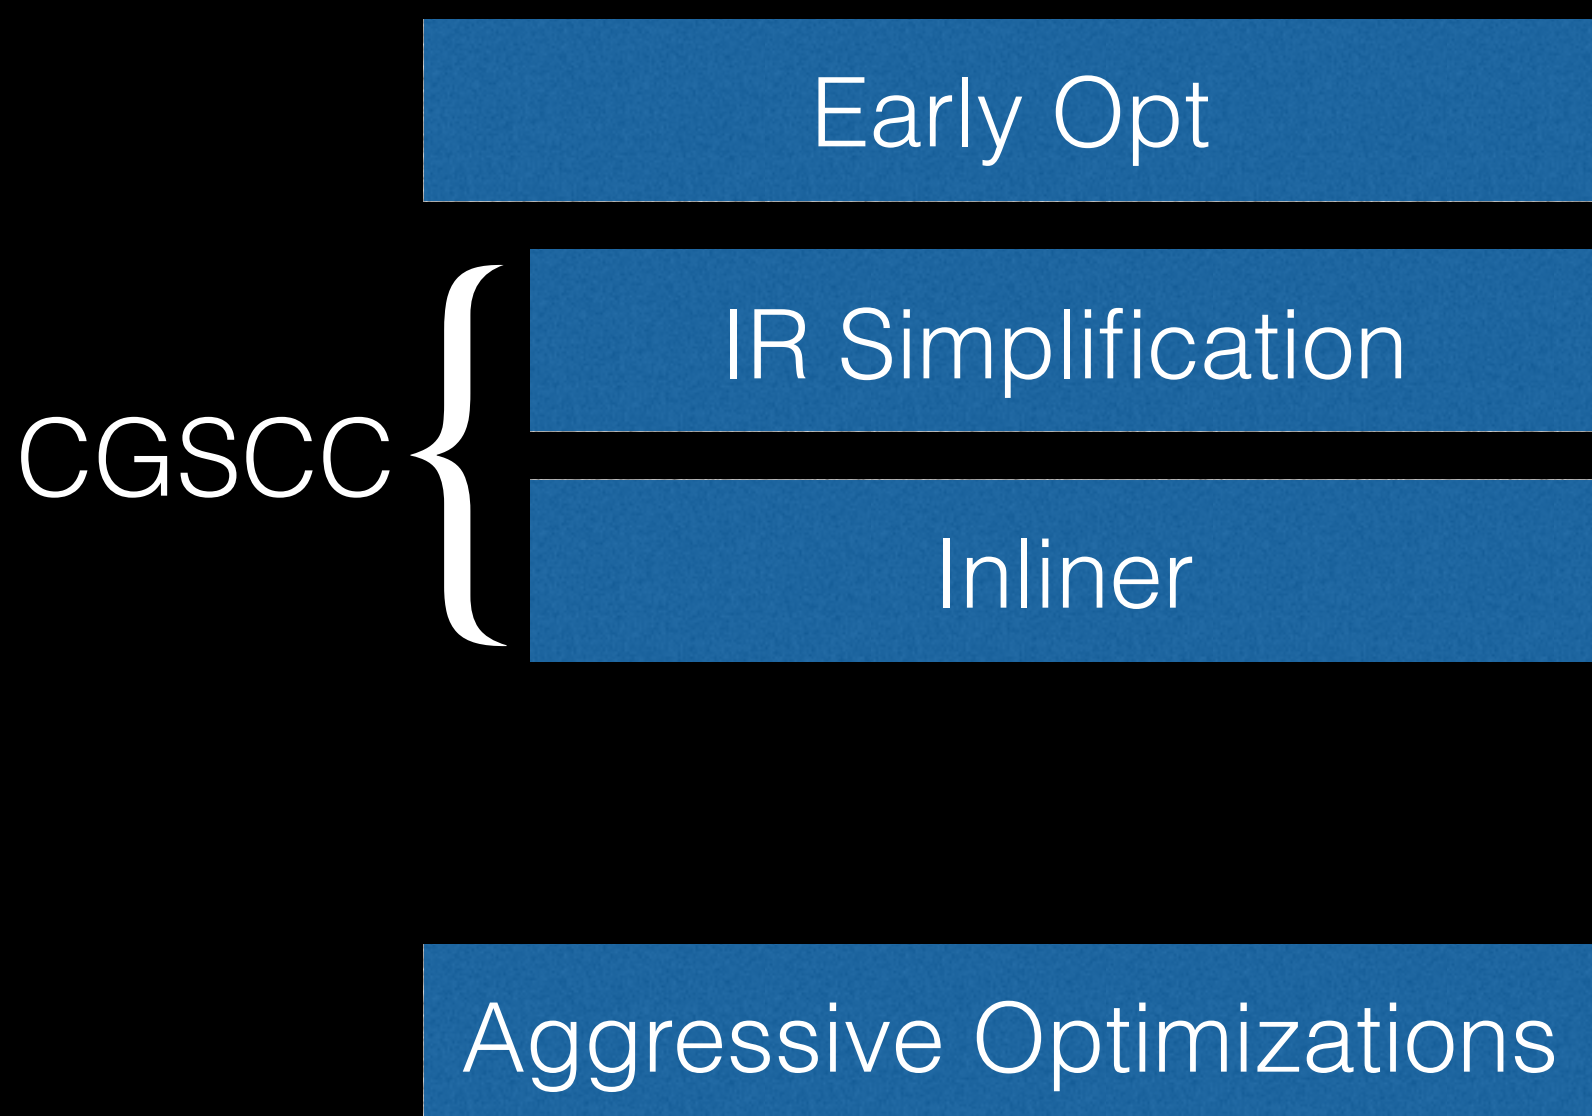 Early Opt
IR Simplification
CGSCC
Inliner
Aggressive Optimizations